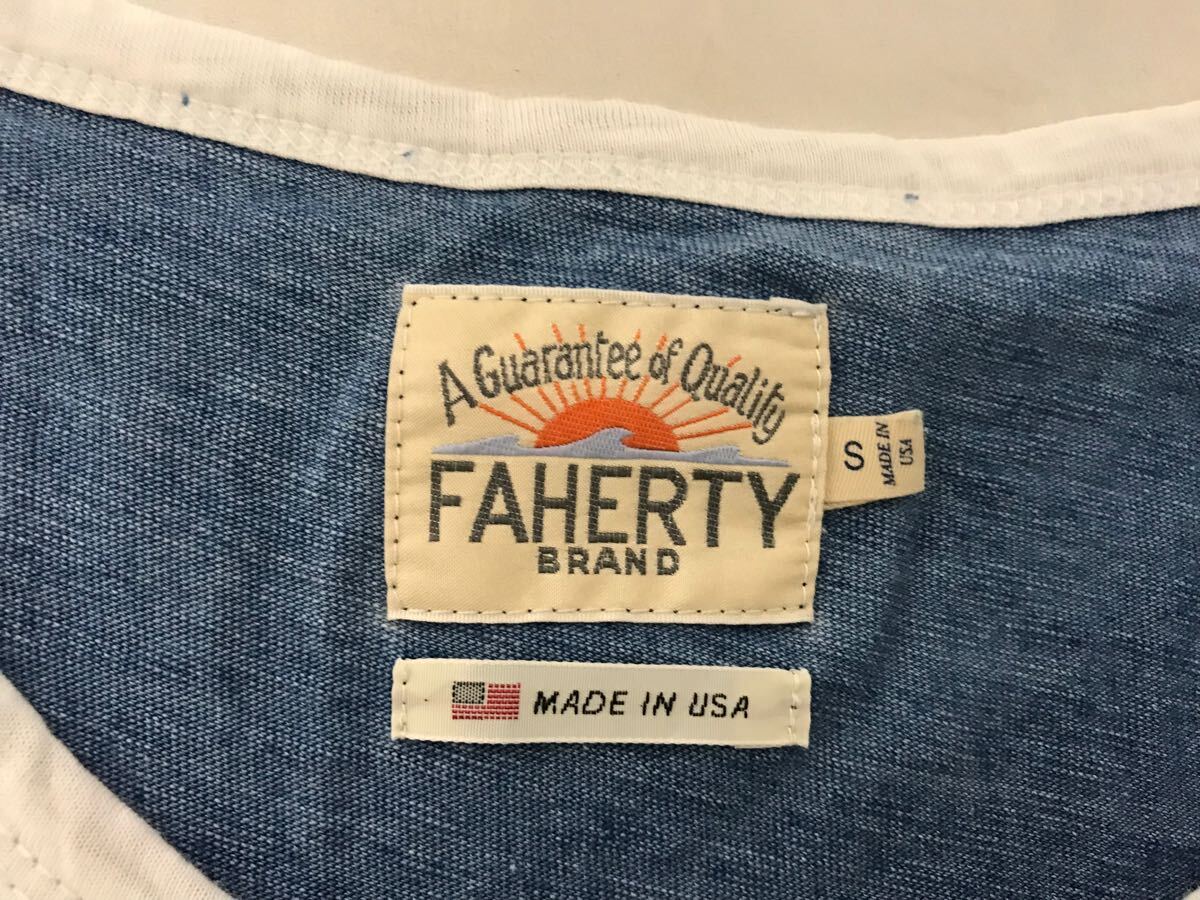 A Guarantee of Quality
FAHERTY
BRAND
S
MADE IN
USA
MADE IN USA